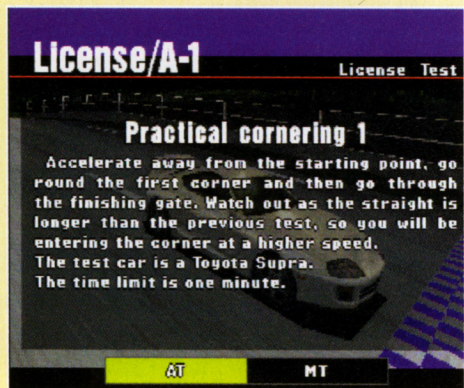 License/A-1
License Test
Practical cornering 1
Accelerate away from the starting point, go
round the first corner and then go through
the finishing gate. Watch out as the straight is
longer than the previous test, so you will be
entering the corner at a higher speed.
The test car is a Toyota Supra.
The time limit is one minute.
AT MT